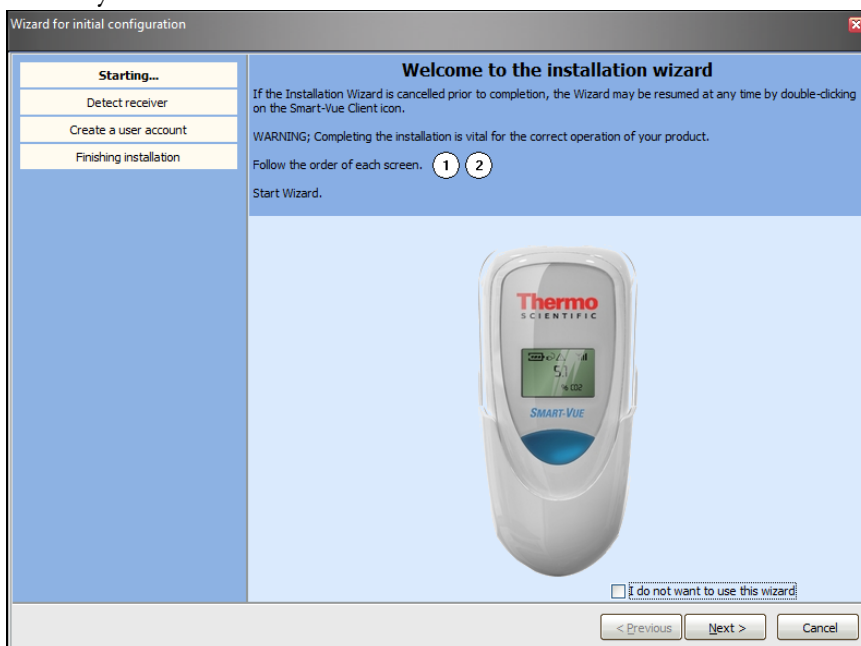 Wizard for initial configuration
Starting...
Detect receiver
Create a user account
Finishing installation
Welcome to the installation wizard
If the Installation Wizard is cancelled prior to completion, the Wizard may be resumed at any time by double-clicking
on the Smart-Vue Client icon.
WARNING; Completing the installation is vital for the correct operation of your product.
Follow the order of each screen. 1 2
Start Wizard.
Thermo
SCIENTIFIC
5.1
% CO2
SMART-VUE
I do not want to use this wizard
< Previous
Next >
Cancel